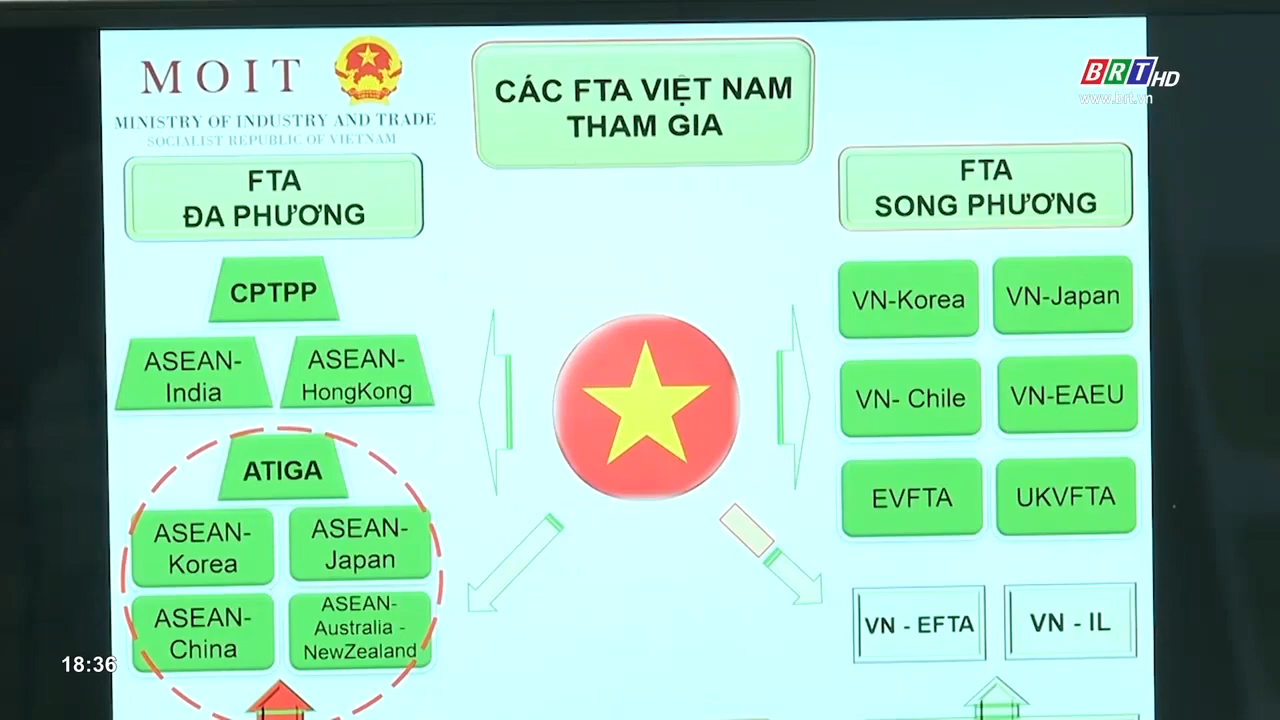 MOIT
MINISTRY OF INDUSTRY AND TRADE
SOCIALIST REPUBLIC OF VIETNAM
CÁC FTA VIỆT NAM
THAM GIA
BRT HD
www.brt.vn
FTA
ĐA PHƯƠNG
CPTPP
ASEAN-
India
ASEAN-
HongKong
ATIGA
ASEAN-
Korea
ASEAN-
Japan
ASEAN-
China
ASEAN-
Australia -
NewZealand
FTA
SONG PHƯƠNG
VN-Korea
VN-Japan
VN- Chile
VN-EAEU
EVFTA
UKVFTA
VN - EFTA
VN - IL
18:36